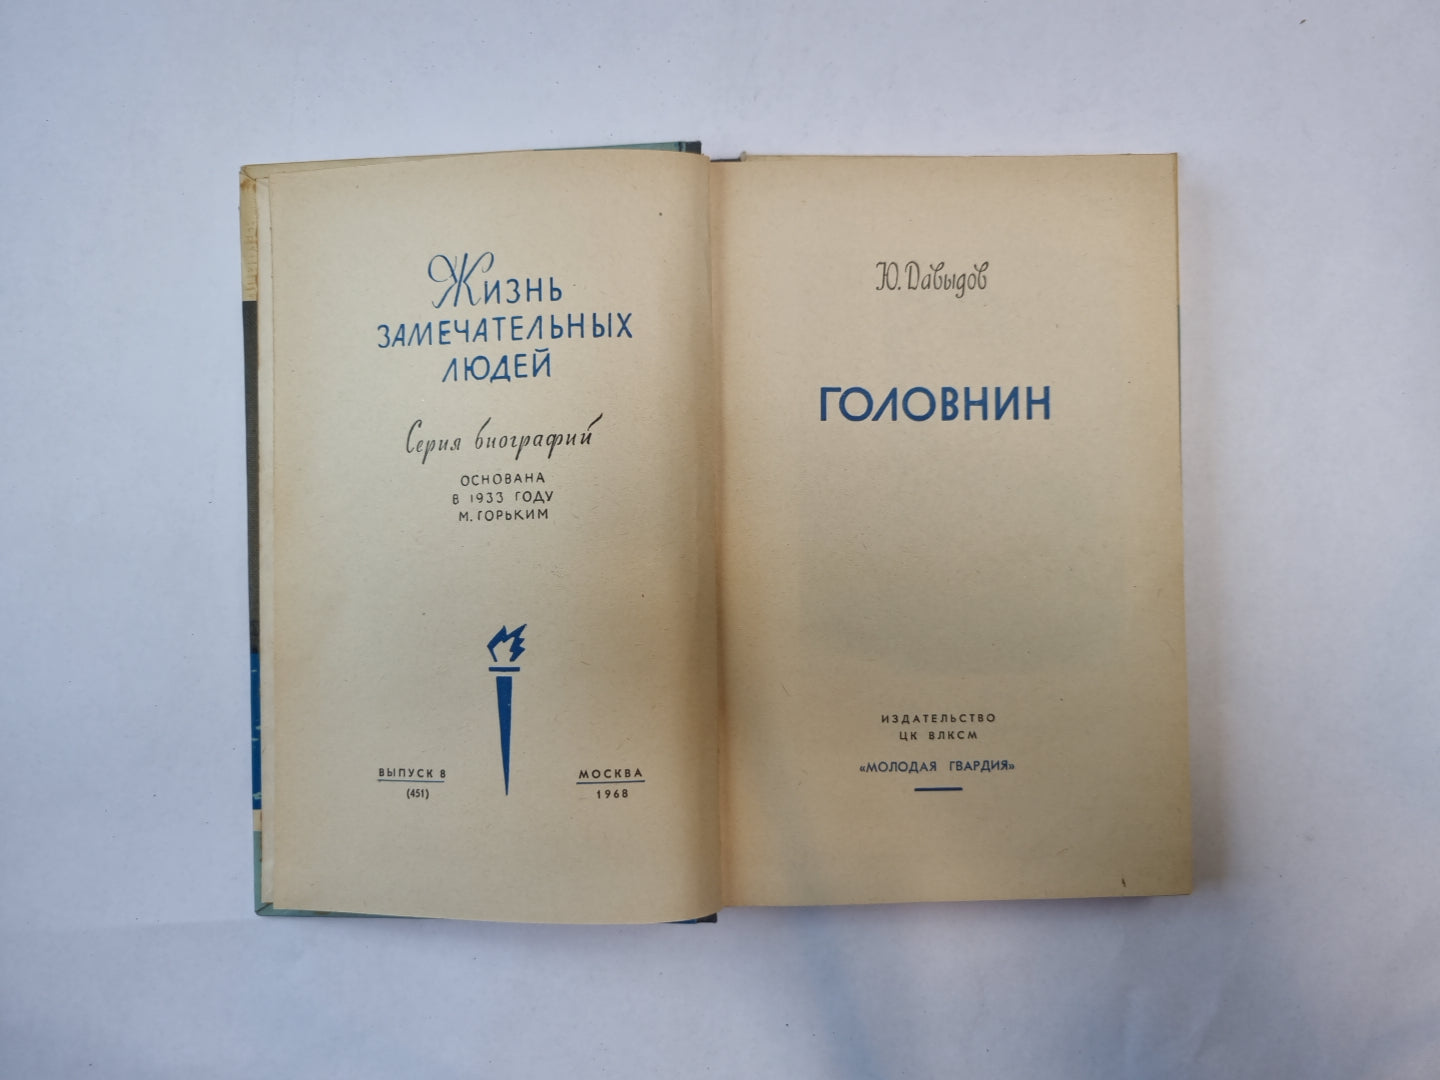 Жизнь
ЗАМЕЧАТЕЛЬНЫХ
ЛЮДЕЙ
Серия биографий
ОСНОВАНА
В 1933 ГОДУ
М. ГОРЬКИМ
ВЫПУСК 8
(451)
МОСКВА
1968
Ю. Давыдов
ГОЛОВНИН
ИЗДАТЕЛЬСТВО
ЦК ВЛКСМ
«МОЛОДАЯ ГВАРДИЯ»